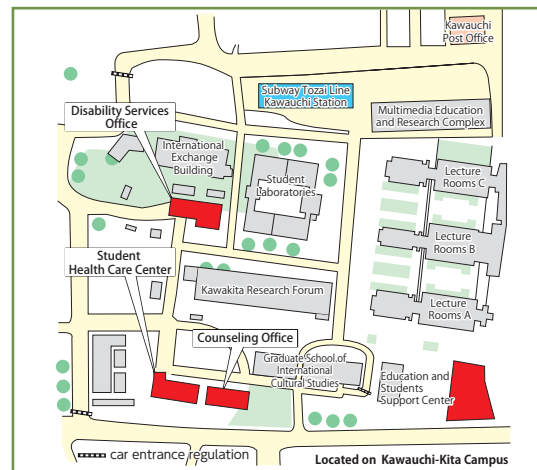 Kawauchi
Post Office
Subway Tozai Line
Kawauchi Station
Disability Services
Office
Multimedia Education
and Research Complex
International
Exchange
Building
Student
Laboratories
Lecture
Rooms C
Lecture
Rooms B
Student
Health Care Center
Kawakita Research Forum
Lecture
Rooms A
Counseling Office
Graduate School of
International
Cultural Studies
Education and
Students
Support Center
car entrance regulation
Located on Kawauchi-Kita Campus